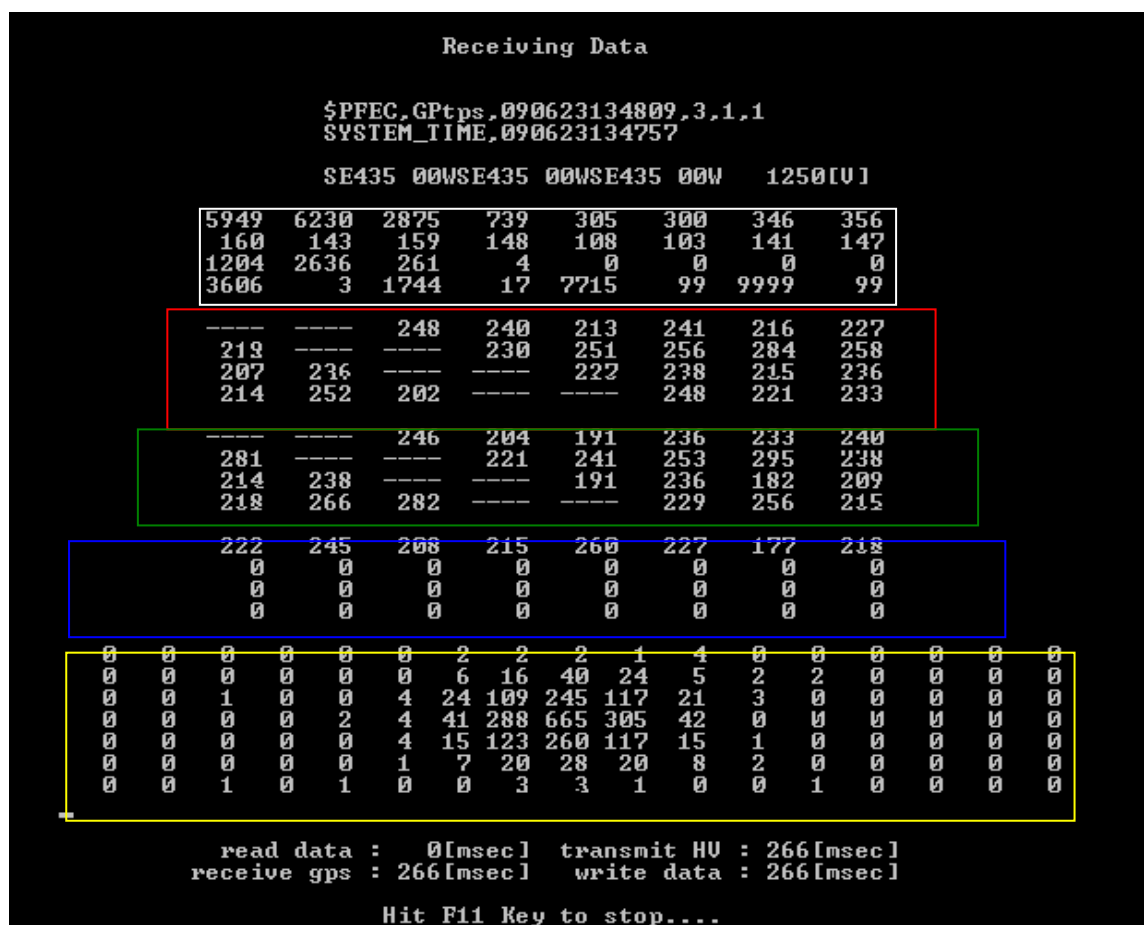 Receiving Data
$PFEC,GPtps,090623134809,3,1,1
SYSTEM_TIME,090623134757
SE435 00WSE435 00WSE435 00W 1250[V]
5949 6230 2875 739 305 300 346 356
160 143 159 148 108 103 141 147
1204 2636 261 4 0 0 0 0
3606 3 1744 17 7715 99 9999 99
---- ---- 248 240 213 241 216 227
---- ---- 230 251 256 284 258
207 236 ---- ---- 238 215 236
214 252 202 ---- ---- 248 221 233
---- ---- 246 204 191 236 233 240
281 ---- ---- 221 241 253 295 238
214 238 ---- ---- 191 236 182 209
218 266 282 ---- ---- 229 256 215
222 245 208 215 260 227 177 218
0 0 0 0 0 0 0 0
0 0 0 0 0 0 0 0
0 0 0 0 0 0 0 0
0 0 0 0 0 0 2 2 2 1 4 0 0 0 0 0 0
0 0 0 0 0 0 6 16 40 24 5 2 2 0 0 0 0
0 0 1 0 0 4 24 109 245 117 21 3 0 0 0 0 0
0 0 0 0 2 4 41 288 665 305 42 0 0 0 0 0 0
0 0 0 0 0 4 15 123 260 117 15 1 0 0 0 0 0
0 0 0 0 0 1 7 20 28 20 8 2 0 0 0 0 0
0 0 1 0 1 0 0 3 3 1 0 0 1 0 0 0 0
read data : 0[msec] transmit HV : 266[msec]
receive gps : 266[msec] write data : 266[msec]
Hit F11 Key to stop....